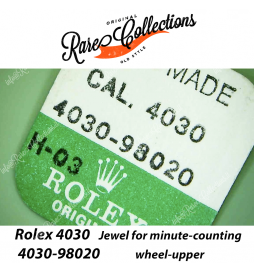 ORIGINAL
Rare Collections
OLD STYLE
MADE
CAL. 4030
4030-98020
H-03
ROLEX
ORIGI
Rolex 4030 Jewel for minute-counting
4030-98020 wheel-upper